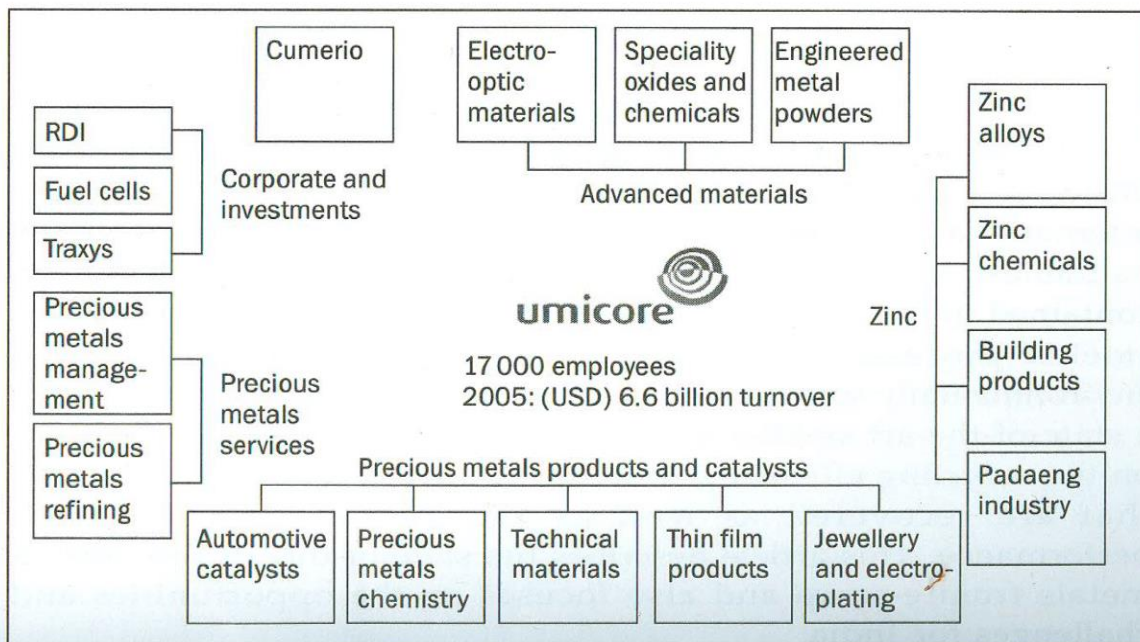 Cumerio
Electro-
optic
materials
Speciality
oxides and
chemicals
Engineered
metal
powders
Advanced materials
RDI
Fuel cells
Traxys
Corporate and
investments
Zinc
alloys
Zinc
chemicals
Building
products
Padaeng
industry
Zinc
umicore
17 000 employees
2005: (USD) 6.6 billion turnover
Precious
metals
manage-
ment
Precious
metals
refining
Precious
metals
services
Precious metals products and catalysts
Automotive
catalysts
Precious
metals
chemistry
Technical
materials
Thin film
products
Jewellery
and electro-
plating